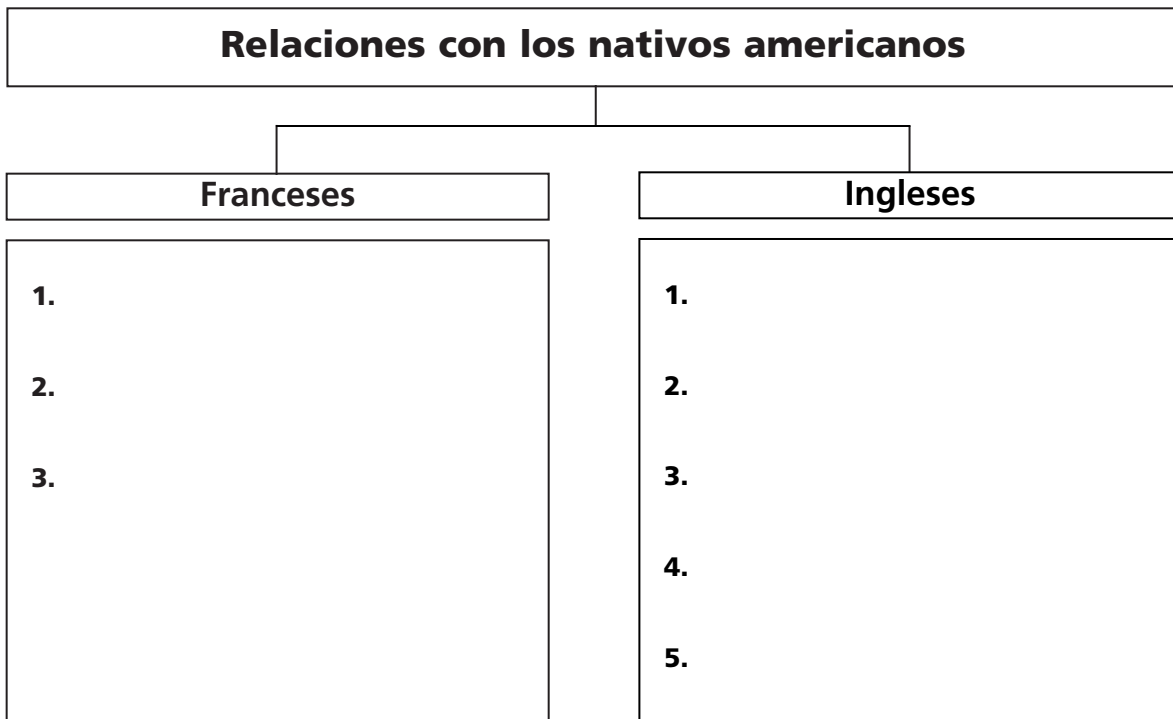 Relaciones con los nativos americanos
Franceses
1.
2.
3.
Ingleses
1.
2.
3.
4.
5.